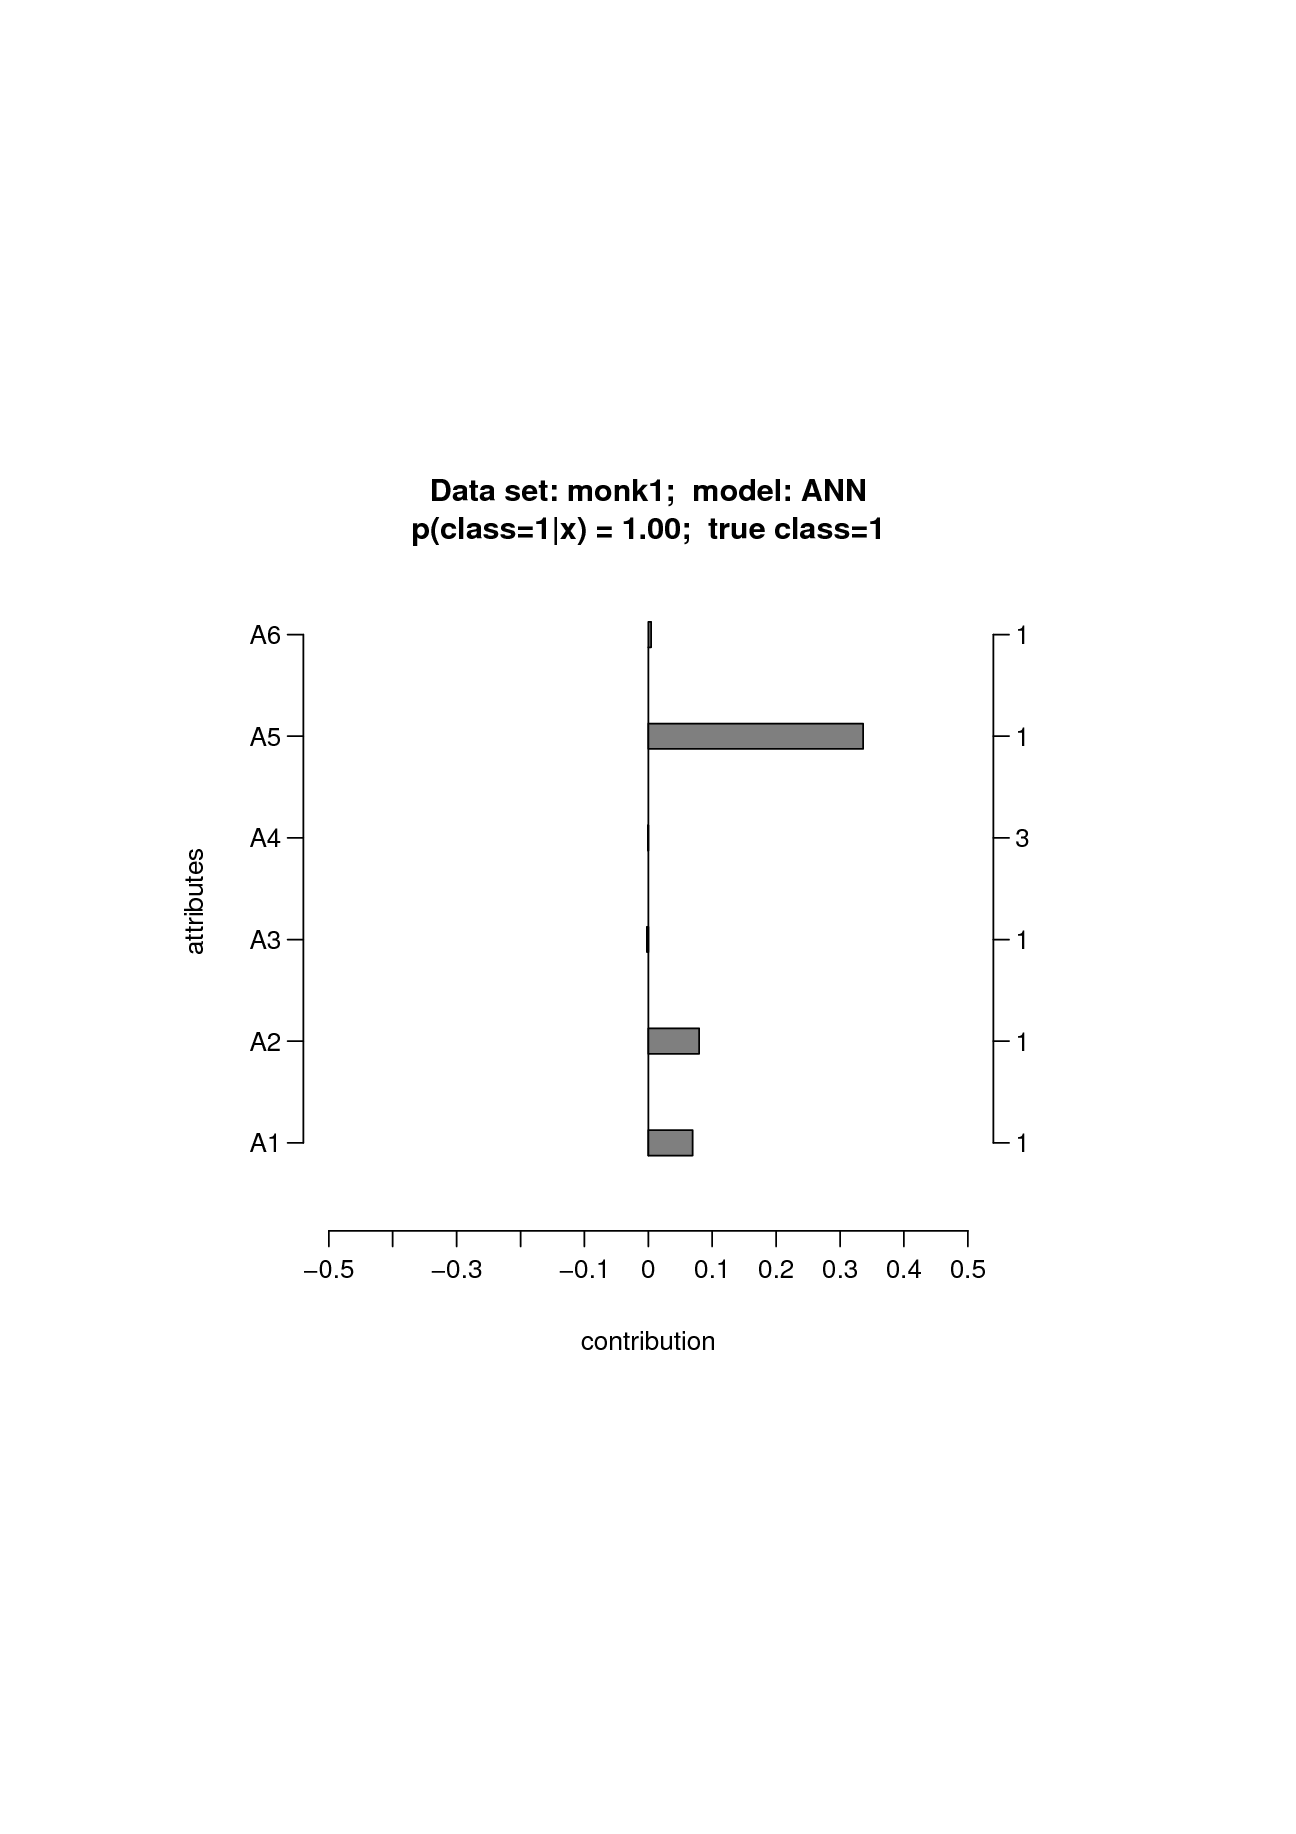 Data set: monk1;  model: ANN
p(class=1|x) = 1.00;  true class=1
A6
1
A5
1
A4
3
attributes
A3
1
A2
1
A1
1
−0.5 −0.3 −0.1 0 0.1 0.2 0.3 0.4 0.5
contribution